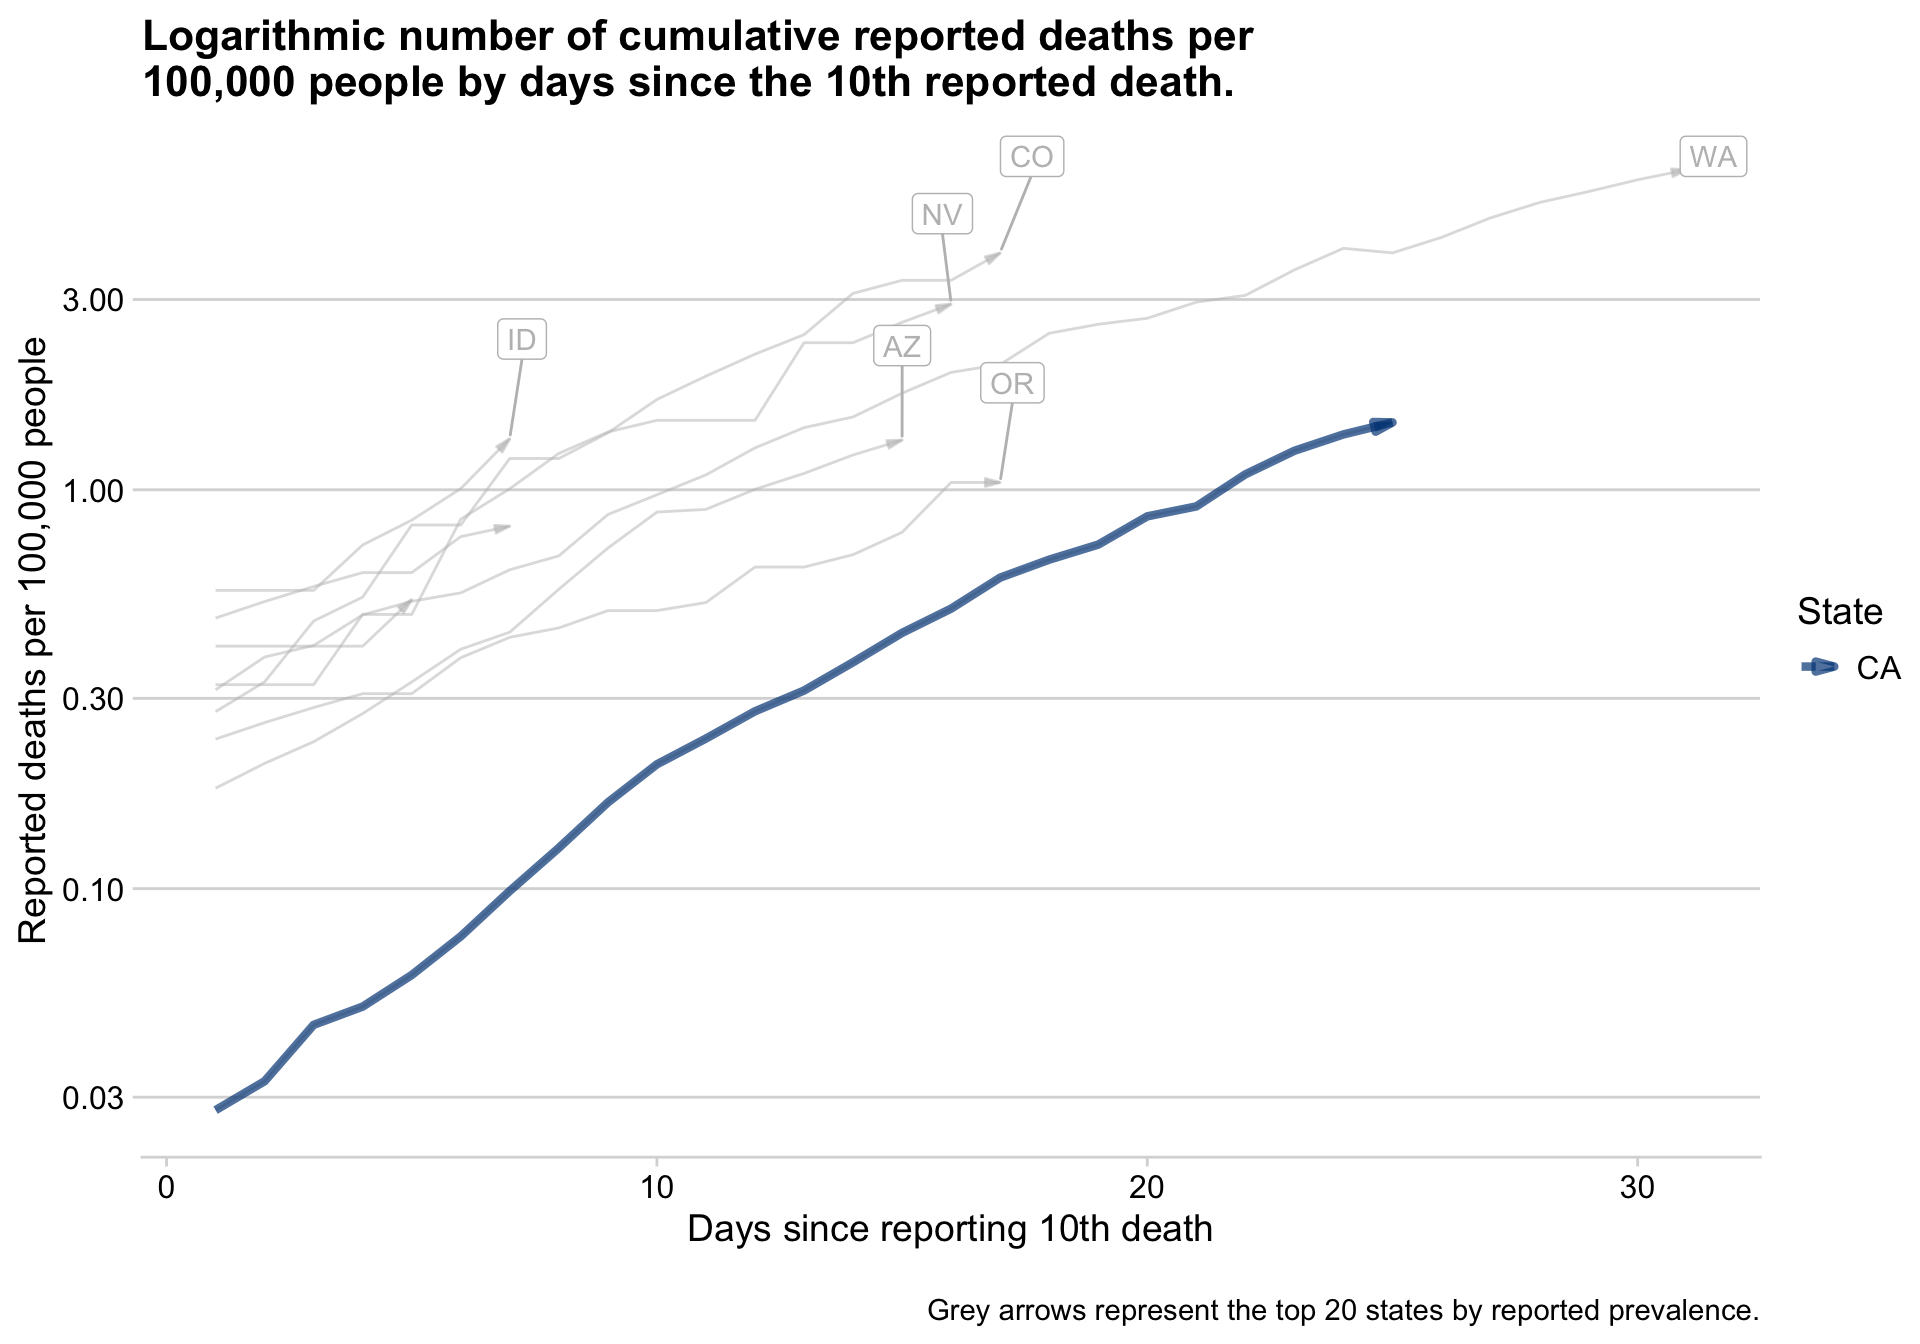 Logarithmic number of cumulative reported deaths per
100,000 people by days since the 10th reported death.
CO
WA
NV
ID
AZ
OR
3.00
1.00
0.30
0.10
0.03
Reported deaths per 100,000 people
0
10
20
30
Days since reporting 10th death
State
CA
Grey arrows represent the top 20 states by reported prevalence.